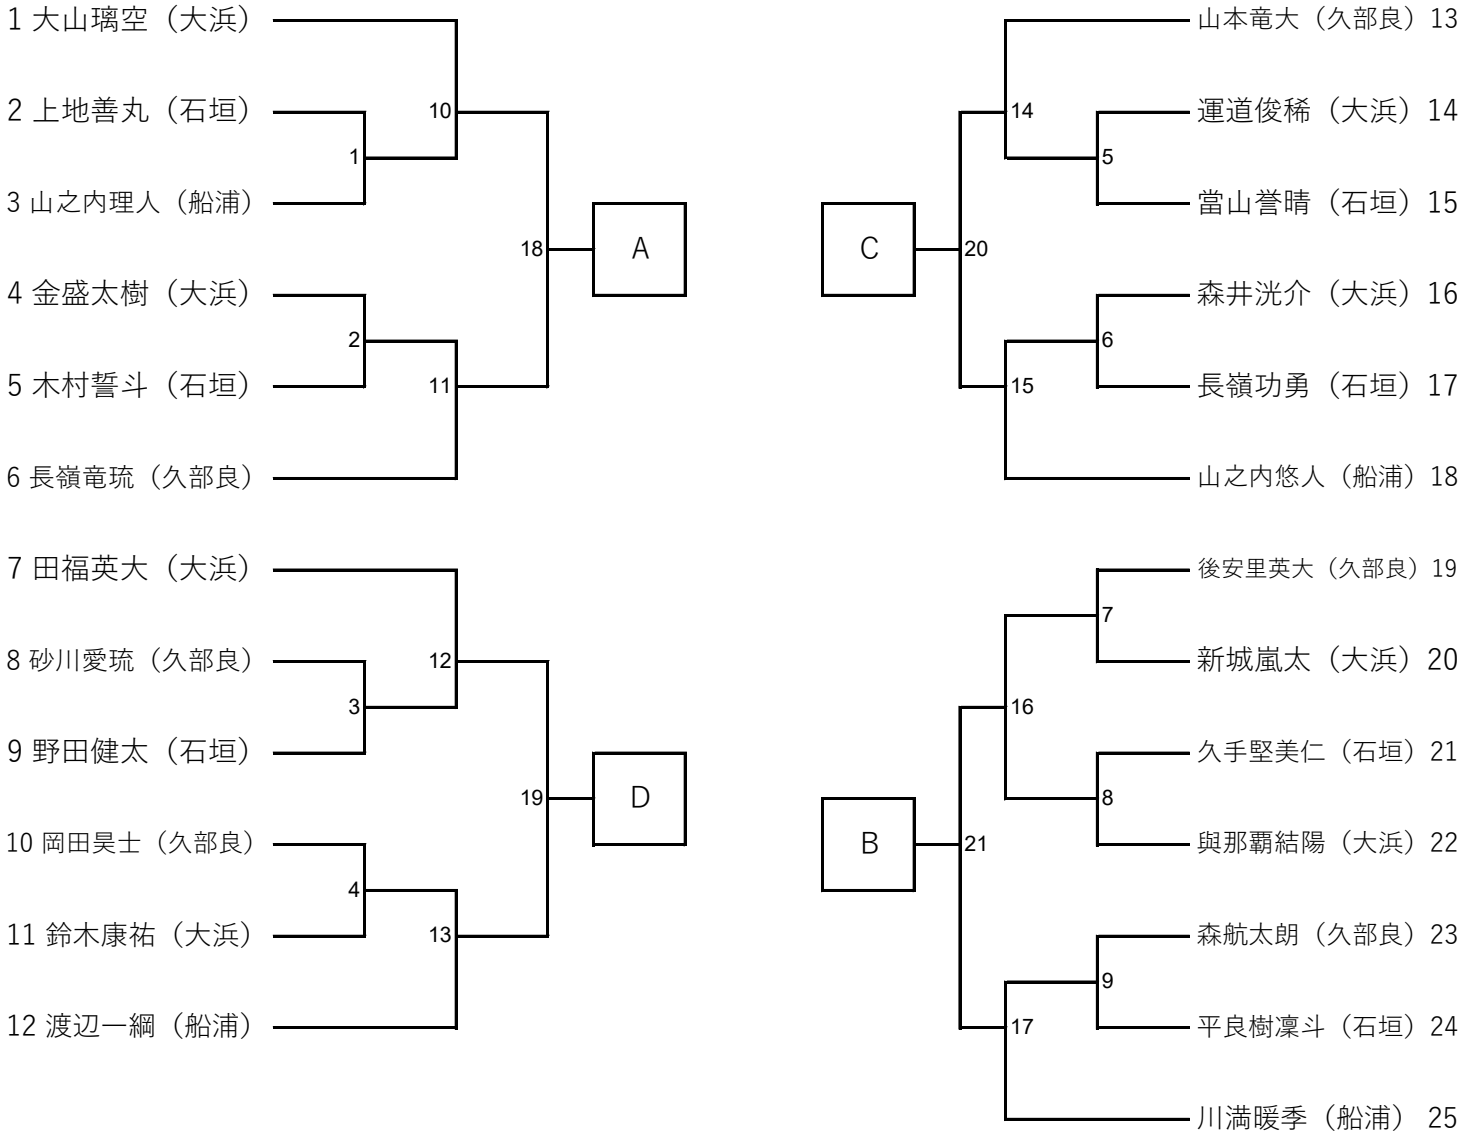 1 大山璃空（大浜）
2 上地善丸（石垣）
3 山之内理人（船浦）
4 金盛太樹（大浜）
5 木村誓斗（石垣）
6 長嶺竜琉（久部良）
7 田福英大（大浜）
8 砂川愛琉（久部良）
9 野田健太（石垣）
10 岡田昊士（久部良）
11 鈴木康祐（大浜）
12 渡辺一綱（船浦）
1
2
3
4
10
11
12
13
18
19
A
D
C
B
20
21
14
15
16
17
5
6
7
8
9
山本竜大（久部良）13
運道俊稀（大浜）14
當山誉晴（石垣）15
森井洸介（大浜）16
長嶺功勇（石垣）17
山之内悠人（船浦）18
後安里英大（久部良）19
新城嵐太（大浜）20
久手堅美仁（石垣）21
與那覇結陽（大浜）22
森航太朗（久部良）23
平良樹凜斗（石垣）24
川満暖季（船浦） 25